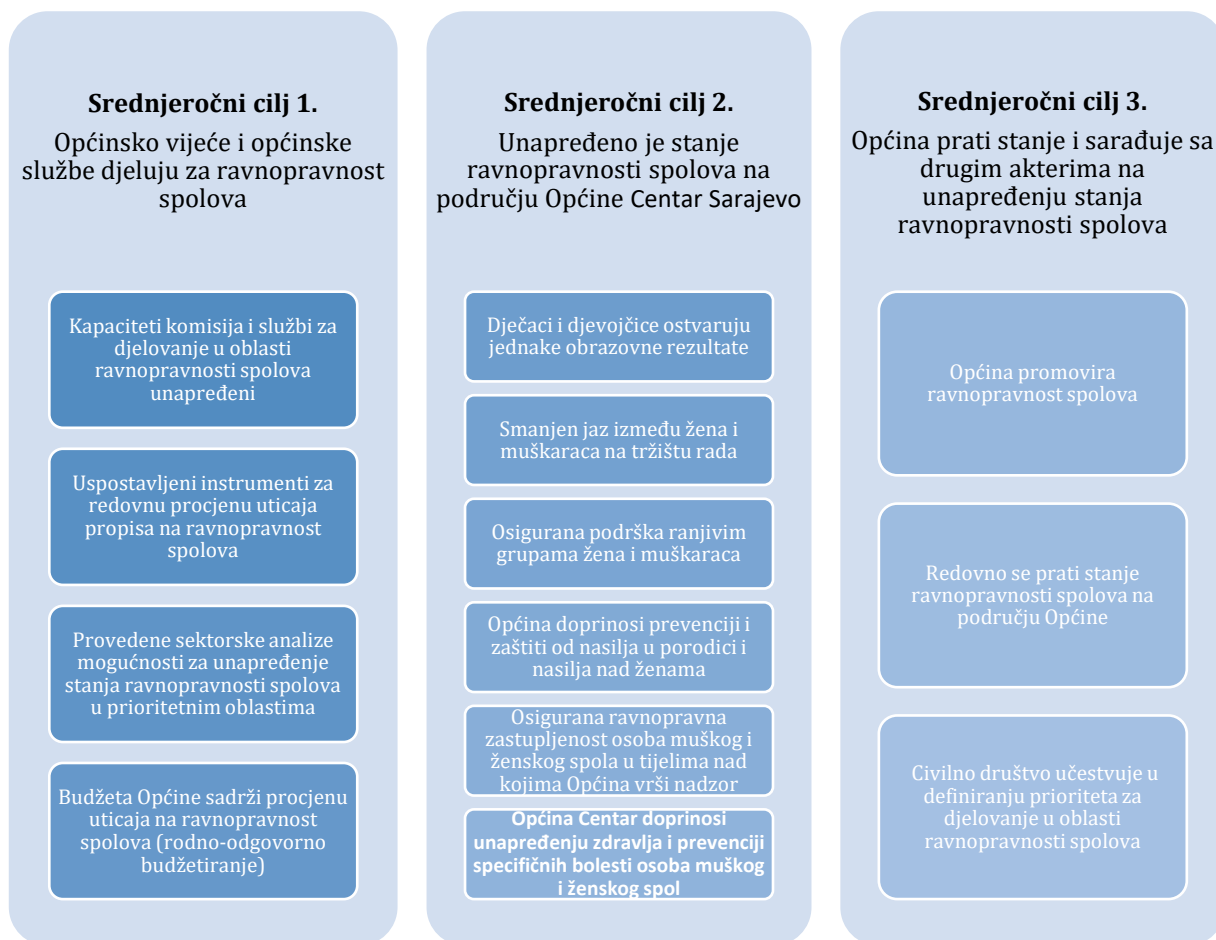 Srednjeročni cilj 1.
Općinsko vijeće i općinske
službe djeluju za ravnopravnost
spolova
Kapaciteti komisija i službi za
djelovanje u oblasti
ravnopravnosti spolova
unapređeni
Uspostavljeni instrumenti za
redovnu procjenu uticaja
propisa na ravnopravnost
spolova
Provedene sektorske analize
mogućnosti za unapređenje
stanja ravnopravnosti spolova
u prioritetnim oblastima
Budžeta Općine sadrži procjenu
uticaja na ravnopravnost
spolova (rodno-odgovorno
budžetiranje)
Srednjeročni cilj 2.
Unapređeno je stanje
ravnopravnosti spolova na
području Općine Centar Sarajevo
Dječaci i djevojčice ostvaruju
jednake obrazovne rezultate
Smanjen jaz između žena i
muškaraca na tržištu rada
Osigurana podrška ranjivim
grupama žena i muškaraca
Općina doprinosi prevenciji i
zaštiti od nasilja u porodici i
nasilja nad ženama
Osigurana ravnopravna
zastupljenost osoba muškog i
ženskog spola u tijelima nad
kojima Općina vrši nadzor
Općina Centar doprinosi
unapređenju zdravlja i prevenciji
specifičnih bolesti osoba muškog
i ženskog spol
Srednjeročni cilj 3.
Općina prati stanje i sarađuje sa
drugim akterima na
unapređenju stanja
ravnopravnosti spolova
Općina promovira
ravnopravnost spolova
Redovno se prati stanje
ravnopravnosti spolova na
području Općine
Civilno društvo učestvuje u
definiranju prioriteta za
djelovanje u oblasti
ravnopravnosti spolova